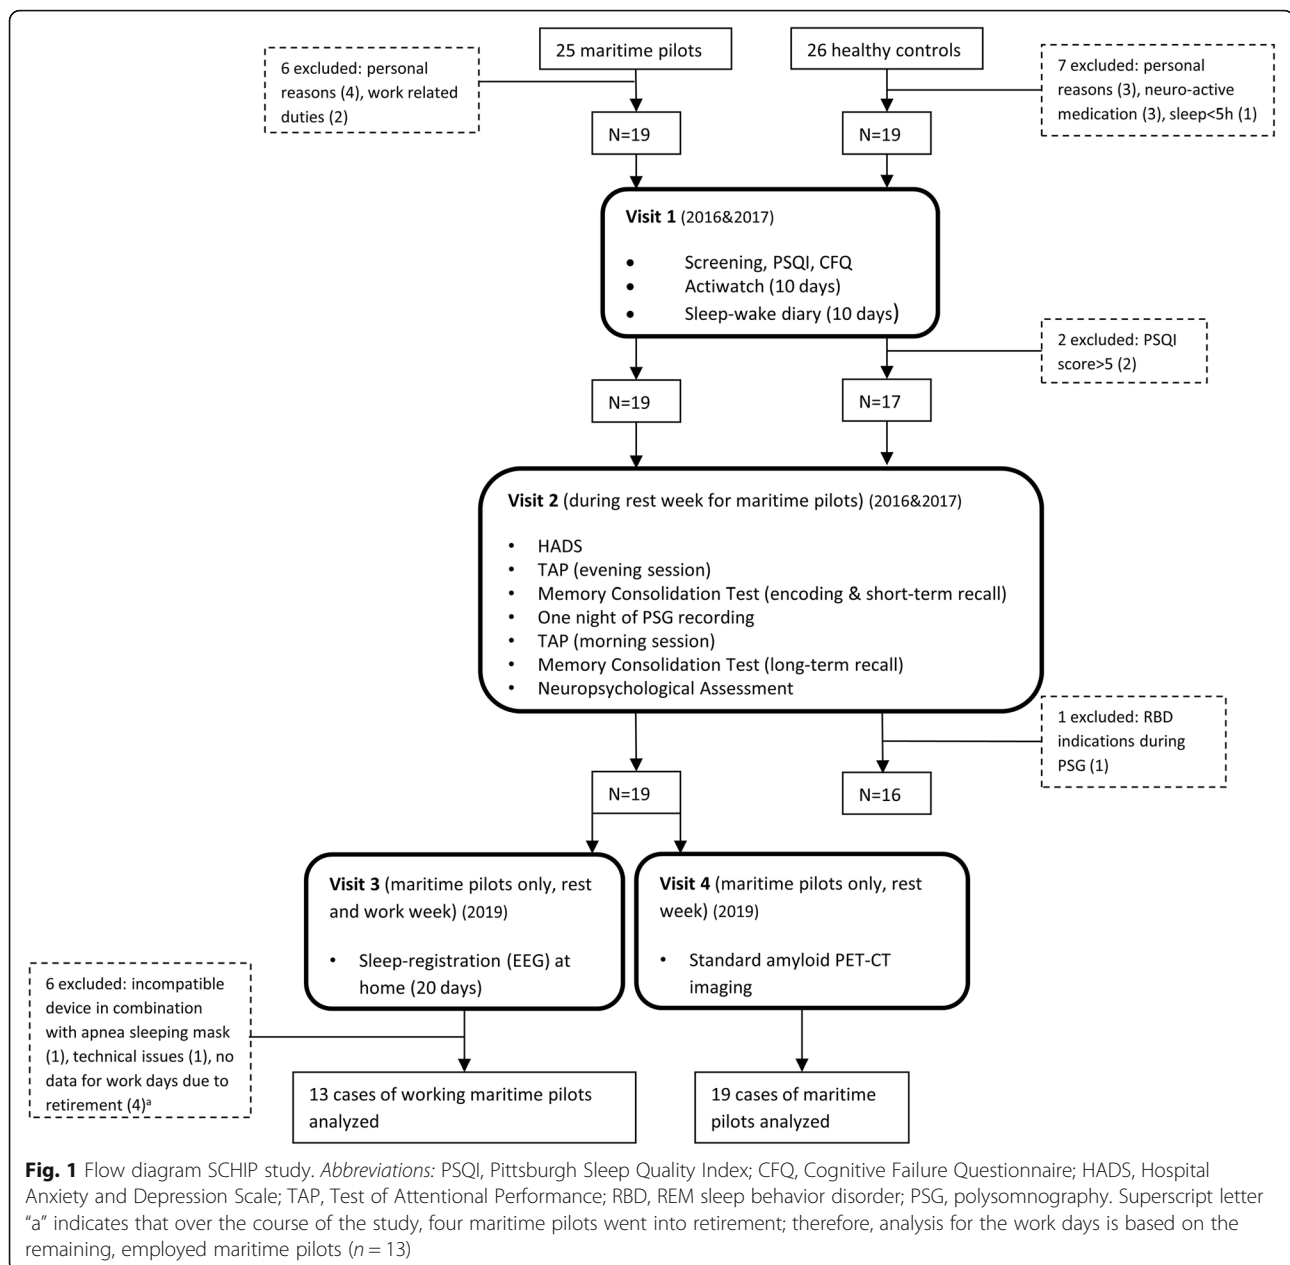 25 maritime pilots
26 healthy controls
6 excluded: personal
reasons (4), work related
duties (2)
7 excluded: personal
reasons (3), neuro-active
medication (3), sleep<5h (1)
N=19
N=19
Visit 1 (2016&2017)
• Screening, PSQI, CFQ
• Actiwatch (10 days)
• Sleep-wake diary (10 days)
2 excluded: PSQI
score>5 (2)
N=19
N=17
Visit 2 (during rest week for maritime pilots) (2016&2017)
• HADS
• TAP (evening session)
• Memory Consolidation Test (encoding & short-term recall)
• One night of PSG recording
• TAP (morning session)
• Memory Consolidation Test (long-term recall)
• Neuropsychological Assessment
1 excluded: RBD
indications during
PSG (1)
N=19
N=16
Visit 3 (maritime pilots only, rest
and work week) (2019)
• Sleep-registration (EEG) at
home (20 days)
Visit 4 (maritime pilots only, rest
week) (2019)
• Standard amyloid PET-CT
imaging
6 excluded: incompatible
device in combination
with apnea sleeping mask
(1), technical issues (1), no
data for work days due to
retirement (4)ᵃ
13 cases of working maritime pilots
analyzed
19 cases of maritime
pilots analyzed
Fig. 1 Flow diagram SCHIP study. Abbreviations: PSQI, Pittsburgh Sleep Quality Index; CFQ, Cognitive Failure Questionnaire; HADS, Hospital
Anxiety and Depression Scale; TAP, Test of Attentional Performance; RBD, REM sleep behavior disorder; PSG, polysomnography. Superscript letter
“a” indicates that over the course of the study, four maritime pilots went into retirement; therefore, analysis for the work days is based on the
remaining, employed maritime pilots (n = 13)